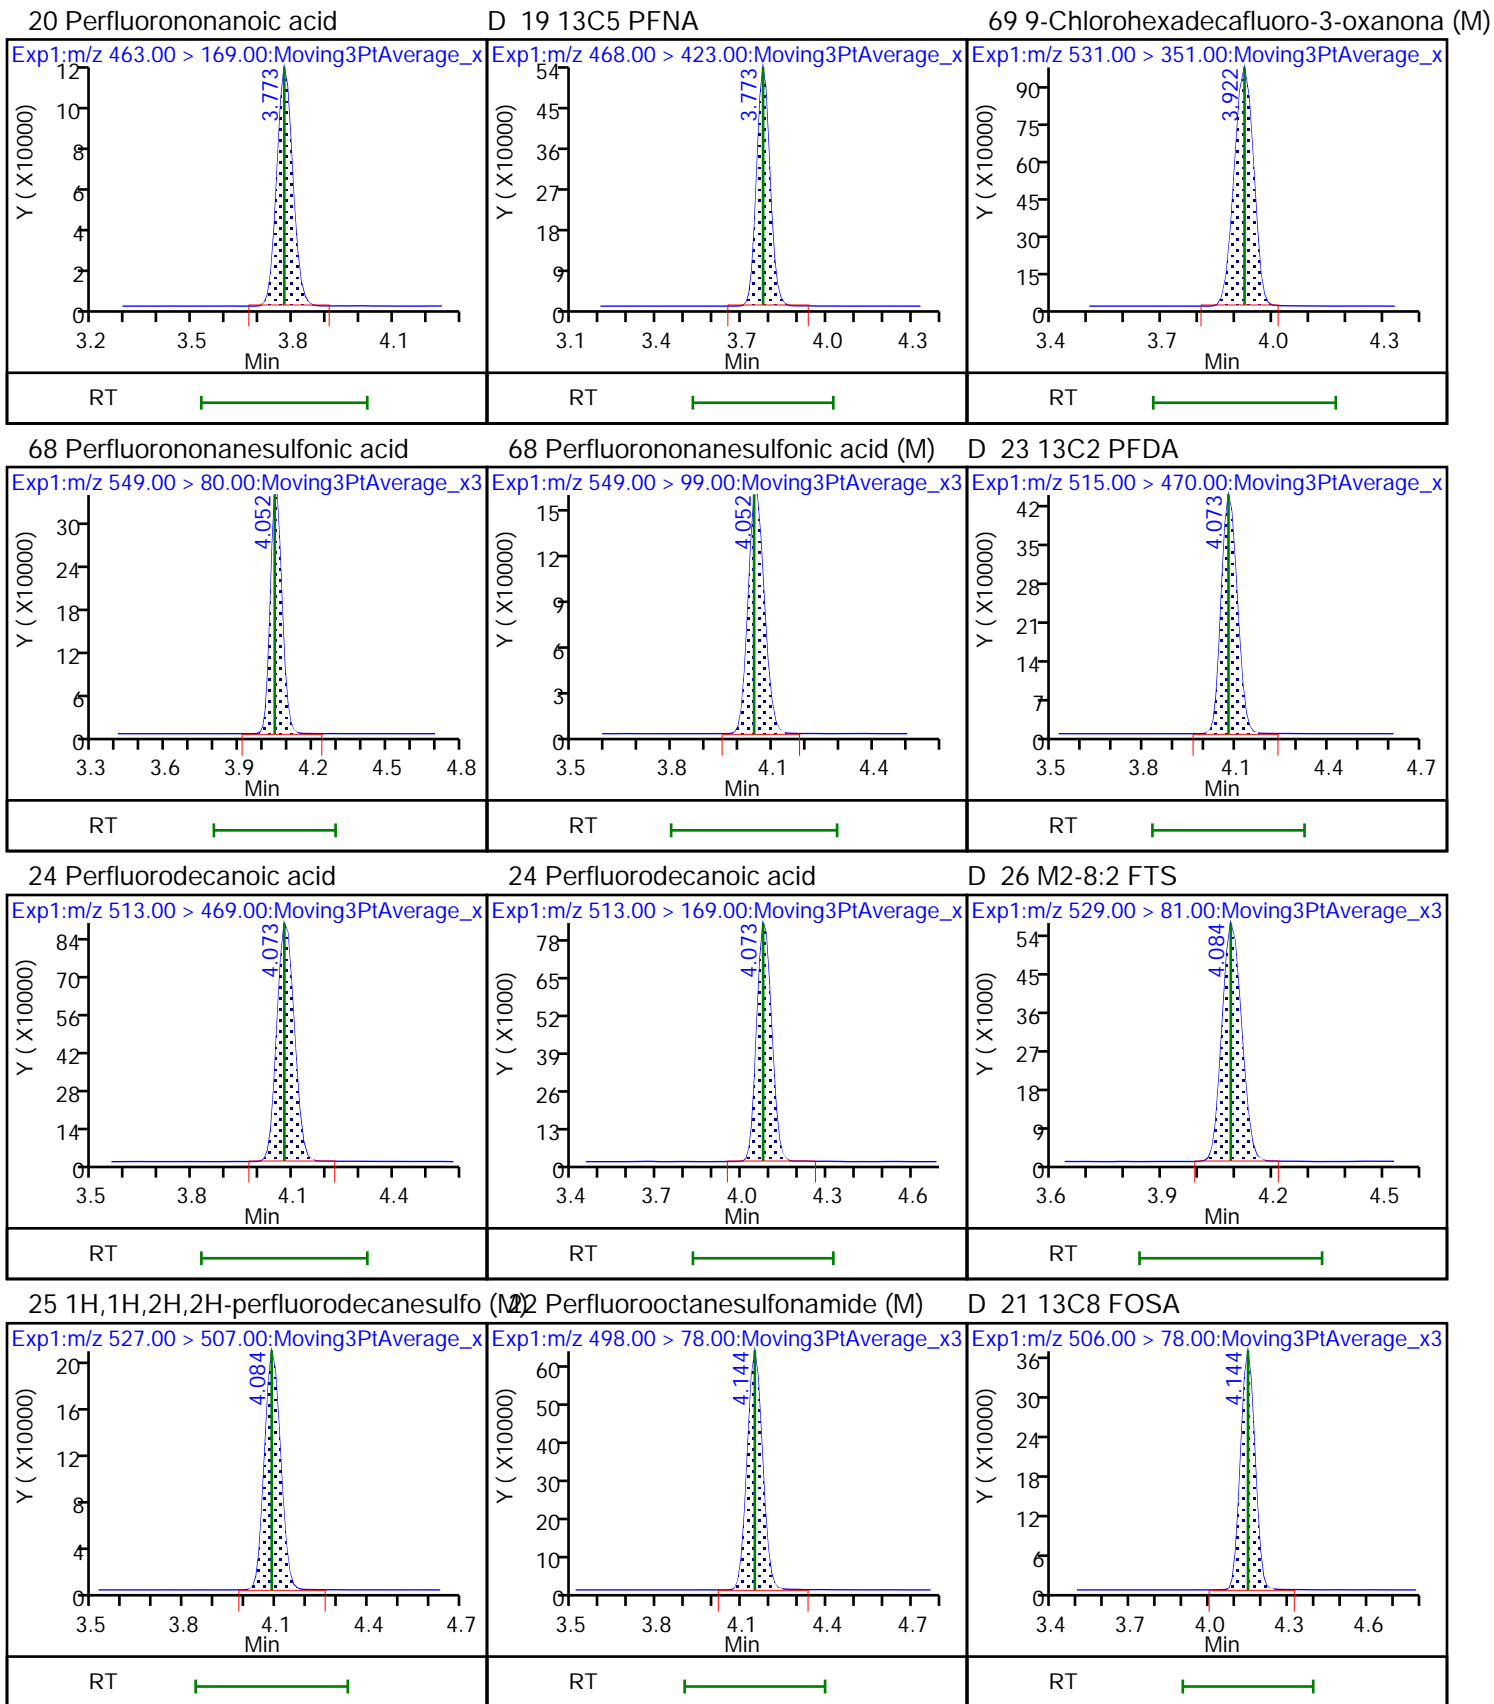 20 Perfluorononanoic acid
D 19 13C5 PFNA
69 9-Chlorohexadecafluoro-3-oxanona (M)
Exp1:m/z 463.00 > 169.00:Moving3PtAverage_x
12
10
8
6
4
2
0
Y ( X10000)
3.773
3.2 3.5 3.8 4.1
Min
RT
Exp1:m/z 468.00 > 423.00:Moving3PtAverage_x
54
45
36
27
18
9
0
Y ( X10000)
3.773
3.1 3.4 3.7 4.0 4.3
Min
RT
Exp1:m/z 531.00 > 351.00:Moving3PtAverage_x
90
75
60
45
30
15
0
Y ( X10000)
3.922
3.4 3.7 4.0 4.3
Min
RT
68 Perfluorononanesulfonic acid
68 Perfluorononanesulfonic acid (M)
D 23 13C2 PFDA
Exp1:m/z 549.00 > 80.00:Moving3PtAverage_x3
30
24
18
12
6
0
Y ( X10000)
4.052
3.3 3.6 3.9 4.2 4.5 4.8
Min
RT
Exp1:m/z 549.00 > 99.00:Moving3PtAverage_x3
15
12
9
6
3
0
Y ( X10000)
4.052
3.5 3.8 4.1 4.4
Min
RT
Exp1:m/z 515.00 > 470.00:Moving3PtAverage_x
42
35
28
21
14
7
0
Y ( X10000)
4.073
3.5 3.8 4.1 4.4 4.7
Min
RT
24 Perfluorodecanoic acid
24 Perfluorodecanoic acid
D 26 M2-8:2 FTS
Exp1:m/z 513.00 > 469.00:Moving3PtAverage_x
84
70
56
42
28
14
0
Y ( X10000)
4.073
3.5 3.8 4.1 4.4
Min
RT
Exp1:m/z 513.00 > 169.00:Moving3PtAverage_x
78
65
52
39
26
13
0
Y ( X1000)
4.073
3.4 3.7 4.0 4.3 4.6
Min
RT
Exp1:m/z 529.00 > 81.00:Moving3PtAverage_x3
54
45
36
27
18
9
0
Y ( X1000)
4.084
3.6 3.9 4.2 4.5
Min
RT
25 1H,1H,2H,2H-perfluorodecanesulfo (M)
22 Perfluorooctanesulfonamide (M)
D 21 13C8 FOSA
Exp1:m/z 527.00 > 507.00:Moving3PtAverage_x
20
16
12
8
4
0
Y ( X10000)
4.084
3.5 3.8 4.1 4.4 4.7
Min
RT
Exp1:m/z 498.00 > 78.00:Moving3PtAverage_x3
60
50
40
30
20
10
0
Y ( X10000)
4.144
3.5 3.8 4.1 4.4 4.7
Min
RT
Exp1:m/z 506.00 > 78.00:Moving3PtAverage_x3
36
30
24
18
12
6
0
Y ( X10000)
4.144
3.4 3.7 4.0 4.3 4.6
Min
RT